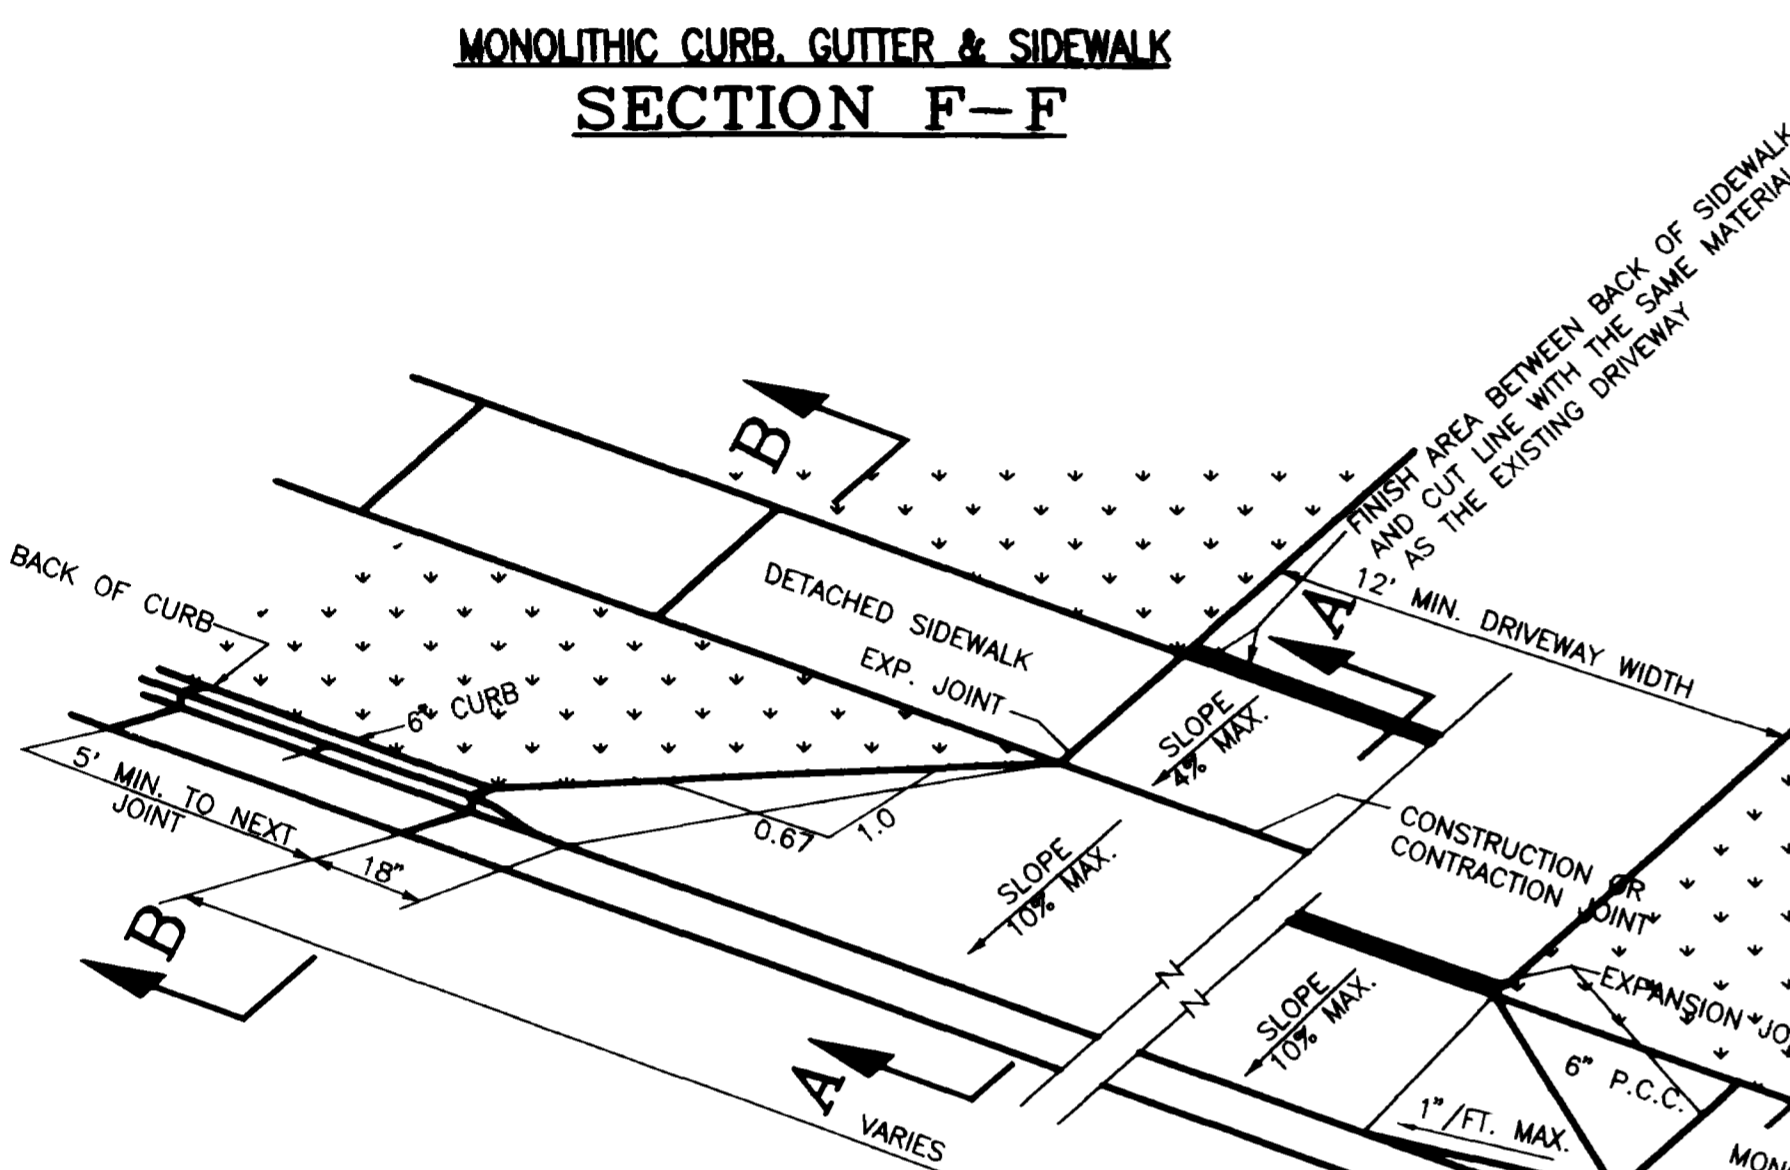 MONOLITHIC CURB, GUTTER & SIDEWALK
SECTION F-F
FINISH AREA BETWEEN BACK OF SIDEWALK
AND CUT LINE WITH THE SAME MATERIAL
AS THE EXISTING DRIVEWAY
B
BACK OF CURB
DETACHED SIDEWALK
EXP. JOINT
12' MIN. DRIVEWAY WIDTH
A
6" CURB
SLOPE
4% MAX.
5' MIN. TO NEXT
JOINT
18"
0.67
1.0
SLOPE
10% MAX.
CONSTRUCTION OR
CONTRACTION JOINT
B
SLOPE
10% MAX.
EXPANSION
6" P.C.C.
A
VARIES
1"/FT. MAX.